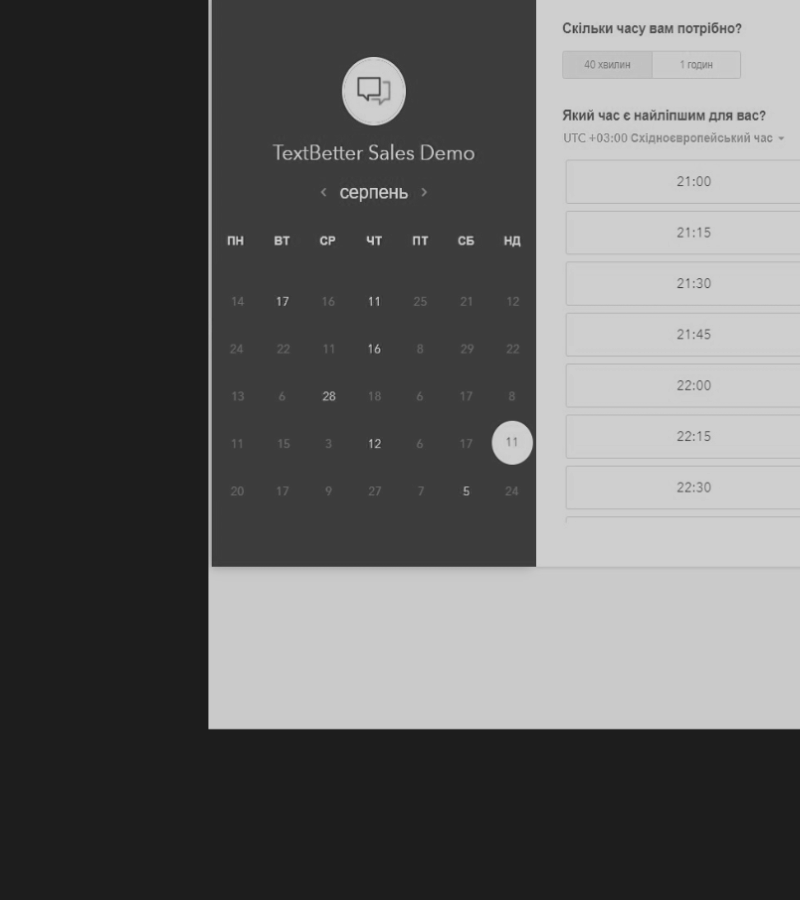 TextBetter Sales Demo
‹ серпень ›
ПН ВТ СР ЧТ ПТ СБ НД
14 17 16 11 25 21 12
24 22 11 16 8 29 22
13 6 28 18 6 17 8
11 15 3 12 6 17 11
20 17 9 27 7 5 24
Скільки часу вам потрібно?
40 хвилин 1 годин
Який час є найліпшим для вас?
UTC +03:00 Східноєвропейський час
21:00
21:15
21:30
21:45
22:00
22:15
22:30